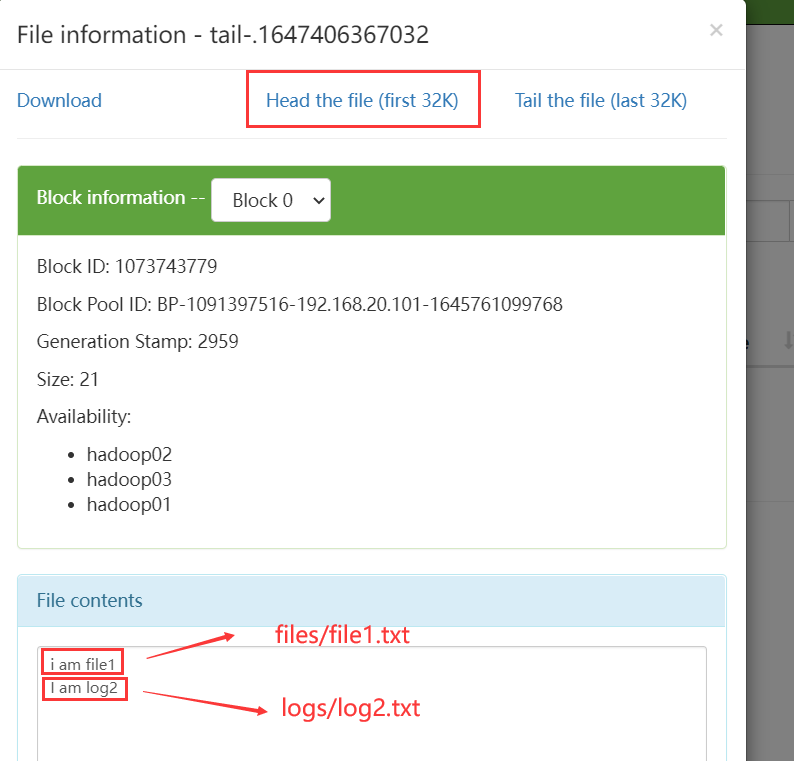 File information - tail-.1647406367032
×
Download
Head the file (first 32K)
Tail the file (last 32K)
Block information --
Block 0
Block ID: 1073743779
Block Pool ID: BP-1091397516-192.168.20.101-1645761099768
Generation Stamp: 2959
Size: 21
Availability:
hadoop02
hadoop03
hadoop01
File contents
files/file1.txt
i am file1
I am log2
logs/log2.txt